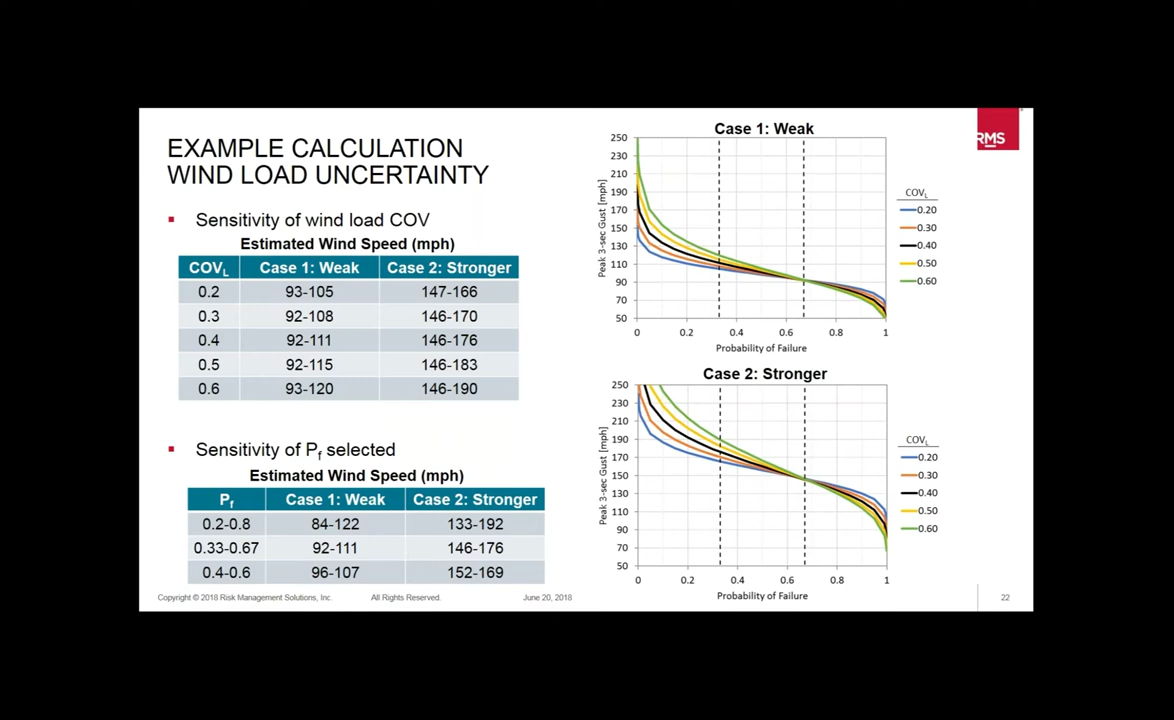 EXAMPLE CALCULATION
WIND LOAD UNCERTAINTY
RMS
▪ Sensitivity of wind load COV
Estimated Wind Speed (mph)
COVL Case 1: Weak Case 2: Stronger
0.2 93-105 147-166
0.3 92-108 146-170
0.4 92-111 146-176
0.5 92-115 146-183
0.6 93-120 146-190
▪ Sensitivity of Pf selected
Estimated Wind Speed (mph)
Pf Case 1: Weak Case 2: Stronger
0.2-0.8 84-122 133-192
0.33-0.67 92-111 146-176
0.4-0.6 96-107 152-169
Case 1: Weak
Peak 3-sec Gust [mph]
250
230
210
190
170
150
130
110
90
70
50
0 0.2 0.4 0.6 0.8 1
Probability of Failure
COVL
0.20
0.30
0.40
0.50
0.60
Case 2: Stronger
Peak 3-sec Gust [mph]
250
230
210
190
170
150
130
110
90
70
50
0 0.2 0.4 0.6 0.8 1
Probability of Failure
COVL
0.20
0.30
0.40
0.50
0.60
Copyright © 2018 Risk Management Solutions, Inc. All Rights Reserved. June 20, 2018 22